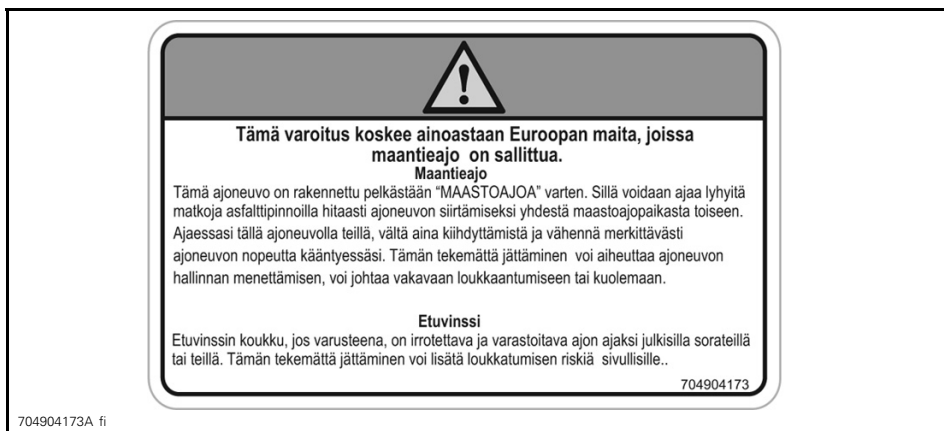 Tämä varoitus koskee ainoastaan Euroopan maita, joissa
maantieajo on sallittua.
Maantieajo
Tämä ajoneuvo on rakennettu pelkästään “MAASTOAJOA” varten. Sillä voidaan ajaa lyhyitä
matkoja asfalttipinnoilla hitaasti ajoneuvon siirtämiseksi yhdestä maastoajopaikasta toiseen.
Ajaessasi tällä ajoneuvolla teillä, vältä aina kiihdyttämistä ja vähennä merkittävästi
ajoneuvon nopeutta kääntyessäsi. Tämän tekemättä jättäminen voi aiheuttaa ajoneuvon
hallinnan menettämisen, voi johtaa vakavaan loukkaantumiseen tai kuolemaan.
Etuvinssi
Etuvinssin koukku, jos varusteena, on irrotettava ja varastoitava ajon ajaksi julkisilla sorateillä
tai teillä. Tämän tekemättä jättäminen voi lisätä loukkatumisen riskiä sivullisille..
704904173
704904173A fi